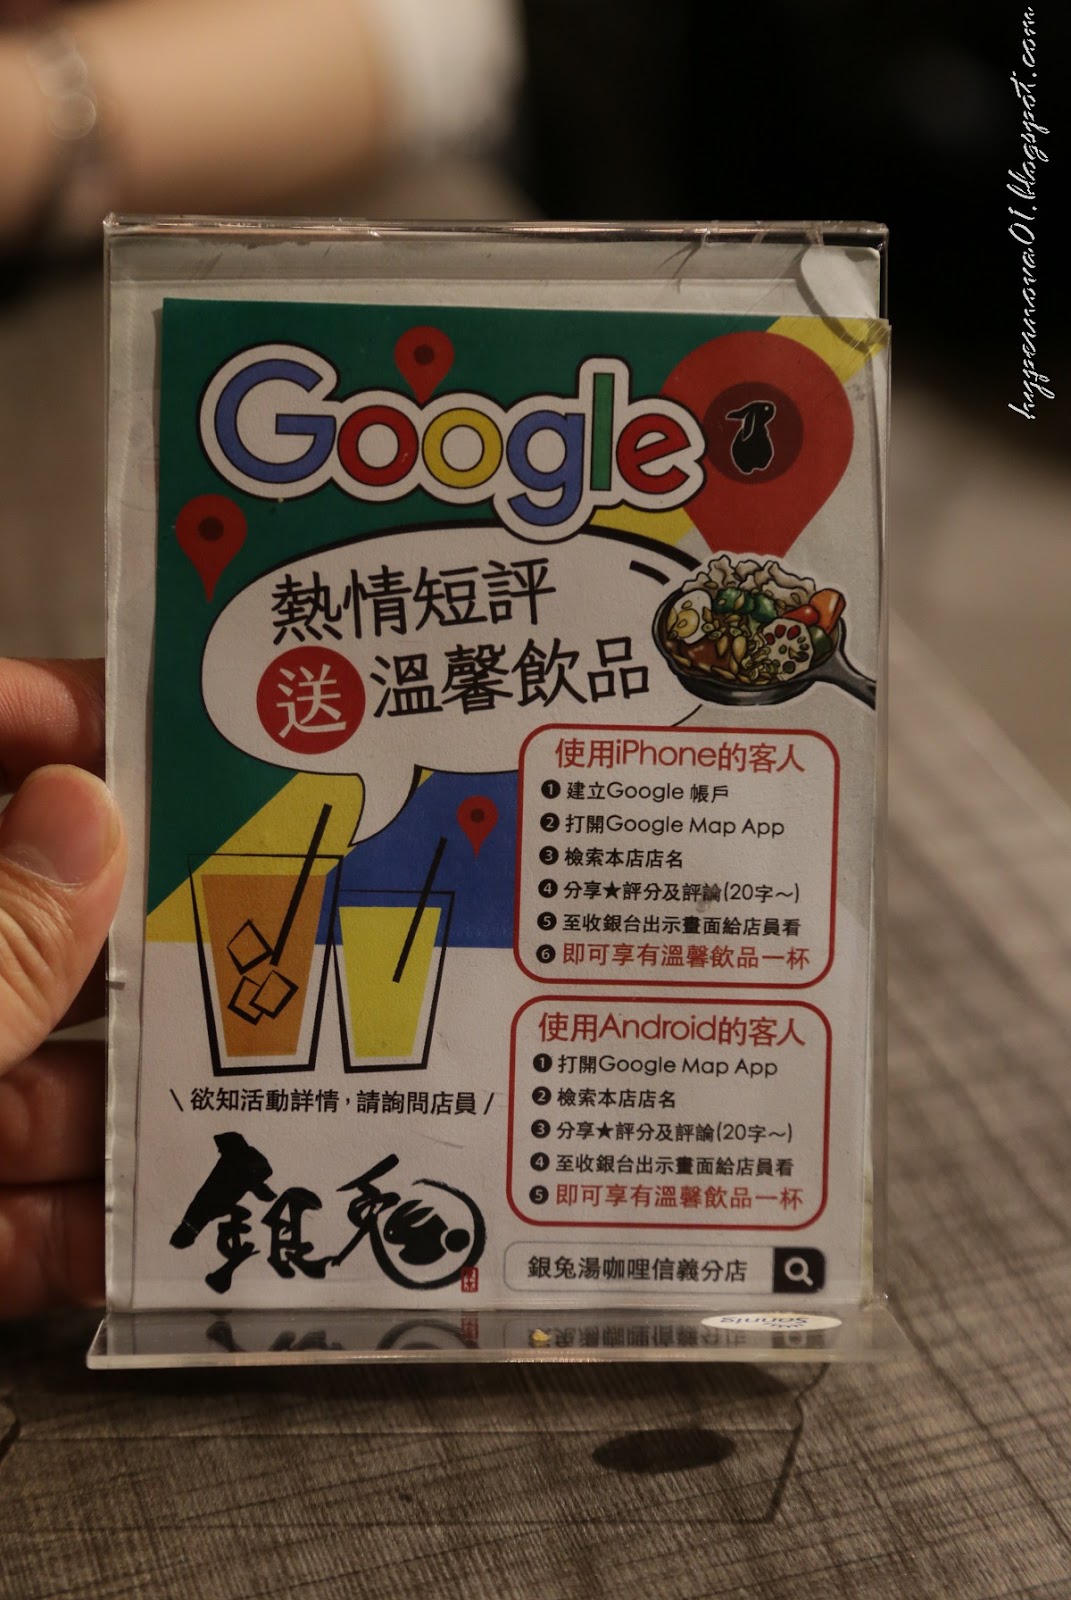 hypernova01.blogspot.com
Google
熱情短評
送 溫馨飲品
使用iPhone的客人
❶ 建立Google 帳戶
❷ 打開Google Map App
❸ 檢索本店店名
❹ 分享★評分及評論(20字～)
❺ 至收銀台出示畫面給店員看
❻ 即可享有溫馨飲品一杯
使用Android的客人
❶ 打開Google Map App
❷ 檢索本店店名
❸ 分享★評分及評論(20字～)
❹ 至收銀台出示畫面給店員看
❺ 即可享有溫馨飲品一杯
\ 欲知活動詳情，請詢問店員 /
銀兔
銀兔湯咖哩信義分店